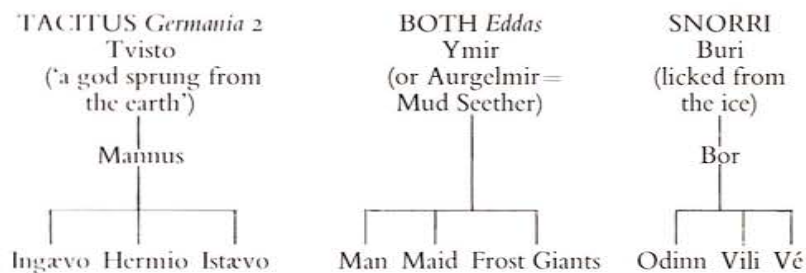 TACITUS Germania 2
Tvisto
('a god sprung from
the earth')
Mannus
Ingævo Hermio Istævo
BOTH Eddas
Ymir
(or Aurgelmir=
Mud Seether)
Man Maid Frost Giants
SNORRI
Buri
(licked from
the ice)
Bor
Odinn Vili Vé